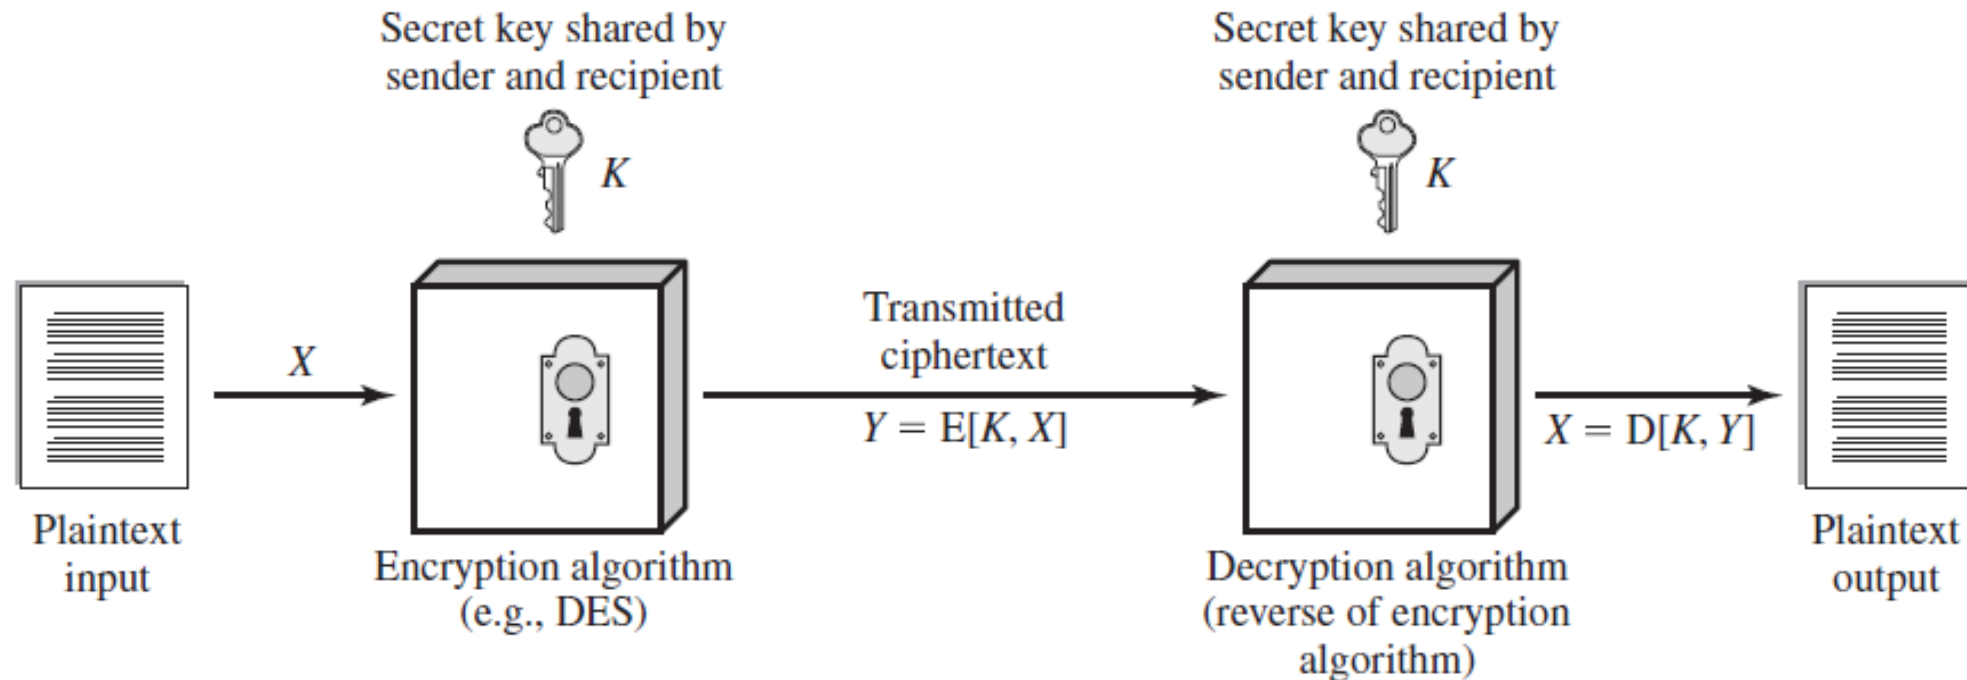 Secret key shared by
sender and recipient
K
Secret key shared by
sender and recipient
K
X
Transmitted
ciphertext
Y = E[K, X]
X = D[K, Y]
Plaintext
input
Encryption algorithm
(e.g., DES)
Decryption algorithm
(reverse of encryption
algorithm)
Plaintext
output